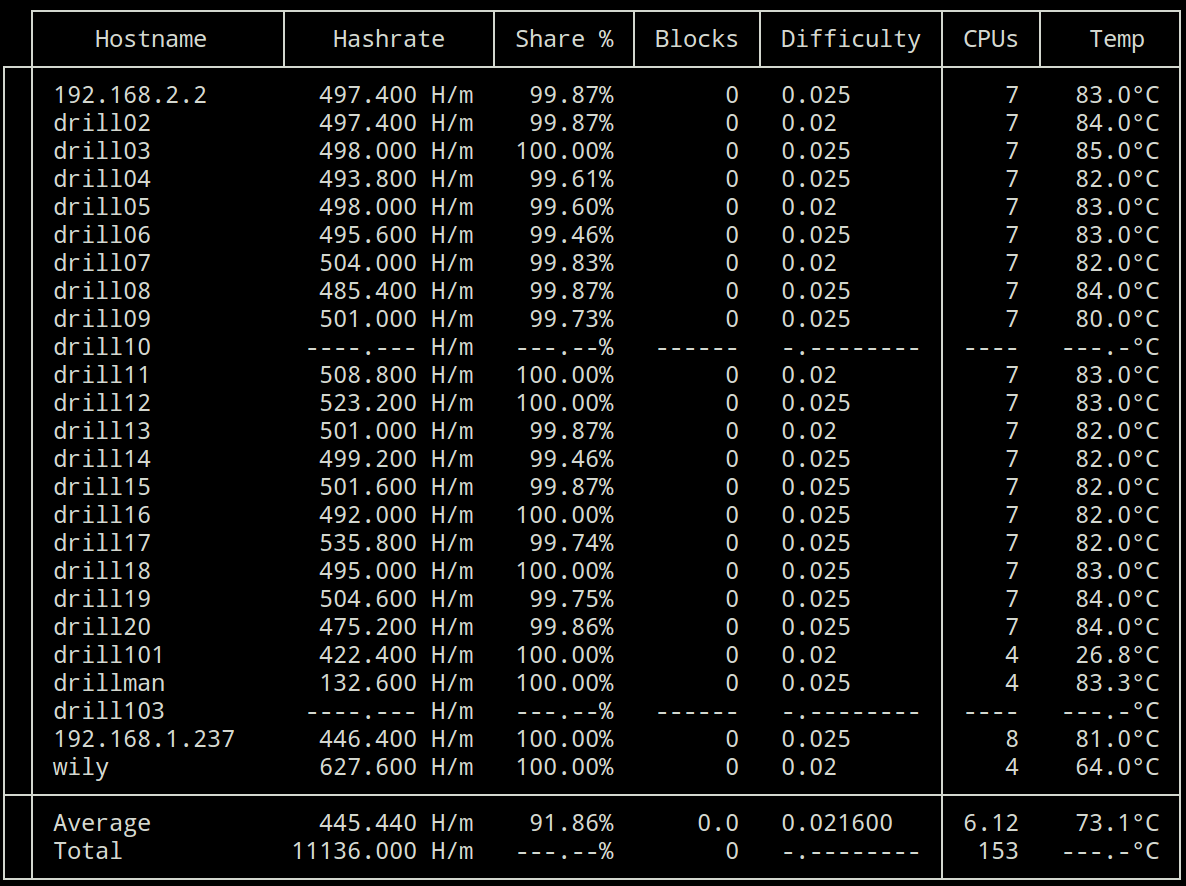 Hostname Hashrate Share % Blocks Difficulty CPUs Temp
192.168.2.2 497.400 H/m 99.87% 0 0.025 7 83.0°C
drill02 497.400 H/m 99.87% 0 0.02 7 84.0°C
drill03 498.000 H/m 100.00% 0 0.025 7 85.0°C
drill04 493.800 H/m 99.61% 0 0.025 7 82.0°C
drill05 498.000 H/m 99.60% 0 0.02 7 83.0°C
drill06 495.600 H/m 99.46% 0 0.025 7 83.0°C
drill07 504.000 H/m 99.83% 0 0.02 7 82.0°C
drill08 485.400 H/m 99.87% 0 0.025 7 84.0°C
drill09 501.000 H/m 99.73% 0 0.025 7 80.0°C
drill10 ----.--- H/m ---.--% ------ -.-------- ---- ---.-°C
drill11 508.800 H/m 100.00% 0 0.02 7 83.0°C
drill12 523.200 H/m 100.00% 0 0.025 7 83.0°C
drill13 501.000 H/m 99.87% 0 0.02 7 82.0°C
drill14 499.200 H/m 99.46% 0 0.025 7 82.0°C
drill15 501.600 H/m 99.87% 0 0.025 7 82.0°C
drill16 492.000 H/m 100.00% 0 0.025 7 82.0°C
drill17 535.800 H/m 99.74% 0 0.025 7 82.0°C
drill18 495.000 H/m 100.00% 0 0.025 7 83.0°C
drill19 504.600 H/m 99.75% 0 0.025 7 84.0°C
drill20 475.200 H/m 99.86% 0 0.025 7 84.0°C
drill101 422.400 H/m 100.00% 0 0.02 4 26.8°C
drillman 132.600 H/m 100.00% 0 0.025 4 83.3°C
drill103 ----.--- H/m ---.--% ------ -.-------- ---- ---.-°C
192.168.1.237 446.400 H/m 100.00% 0 0.025 8 81.0°C
wily 627.600 H/m 100.00% 0 0.02 4 64.0°C
Average 445.440 H/m 91.86% 0.0 0.021600 6.12 73.1°C
Total 11136.000 H/m ---.--% 0 -.-------- 153 ---.-°C